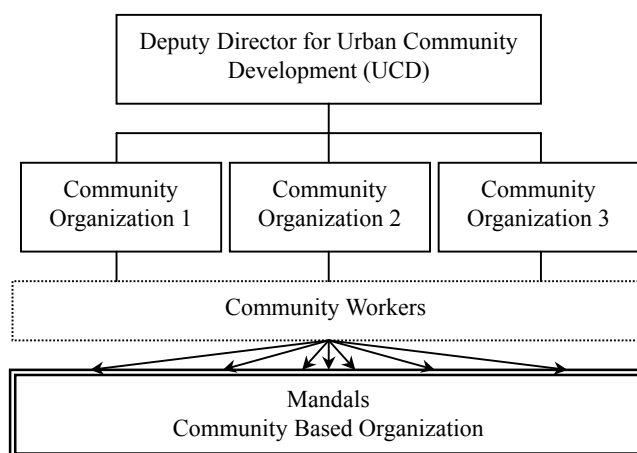 Deputy Director for Urban Community
Development (UCD)
Community
Organization 1
Community
Organization 2
Community
Organization 3
Community Workers
Mandals
Community Based Organization